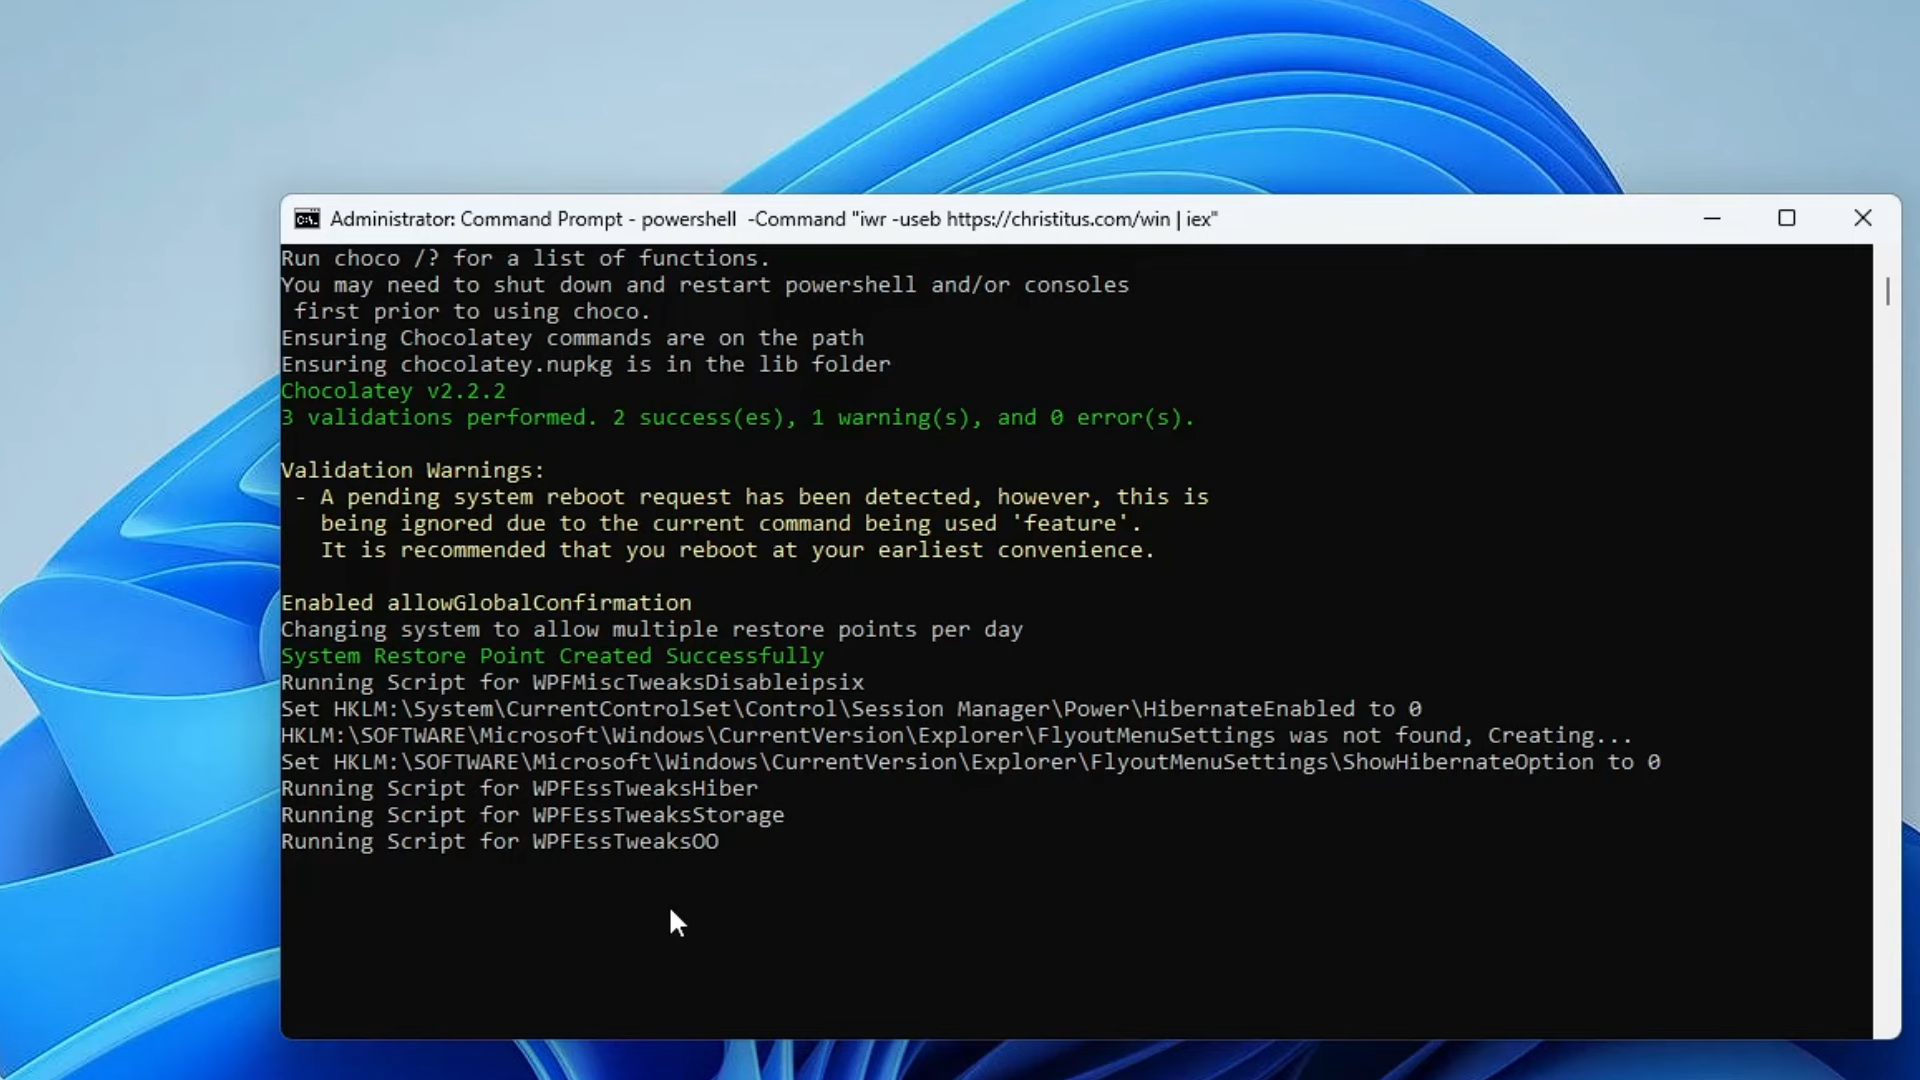 Administrator: Command Prompt - powershell  -Command "iwr -useb https://christitus.com/win | iex"
Run choco /? for a list of functions.
You may need to shut down and restart powershell and/or consoles
 first prior to using choco.
Ensuring Chocolatey commands are on the path
Ensuring chocolatey.nupkg is in the lib folder
Chocolatey v2.2.2
3 validations performed. 2 success(es), 1 warning(s), and 0 error(s).
Validation Warnings:
 - A pending system reboot request has been detected, however, this is
   being ignored due to the current command being used 'feature'.
   It is recommended that you reboot at your earliest convenience.
Enabled allowGlobalConfirmation
Changing system to allow multiple restore points per day
System Restore Point Created Successfully
Running Script for WPFMiscTweaksDisableipsix
Set HKLM:\System\CurrentControlSet\Control\Session Manager\Power\HibernateEnabled to 0
HKLM:\SOFTWARE\Microsoft\Windows\CurrentVersion\Explorer\FlyoutMenuSettings was not found, Creating...
Set HKLM:\SOFTWARE\Microsoft\Windows\CurrentVersion\Explorer\FlyoutMenuSettings\ShowHibernateOption to 0
Running Script for WPFEssTweaksHiber
Running Script for WPFEssTweaksStorage
Running Script for WPFEssTweaksOO